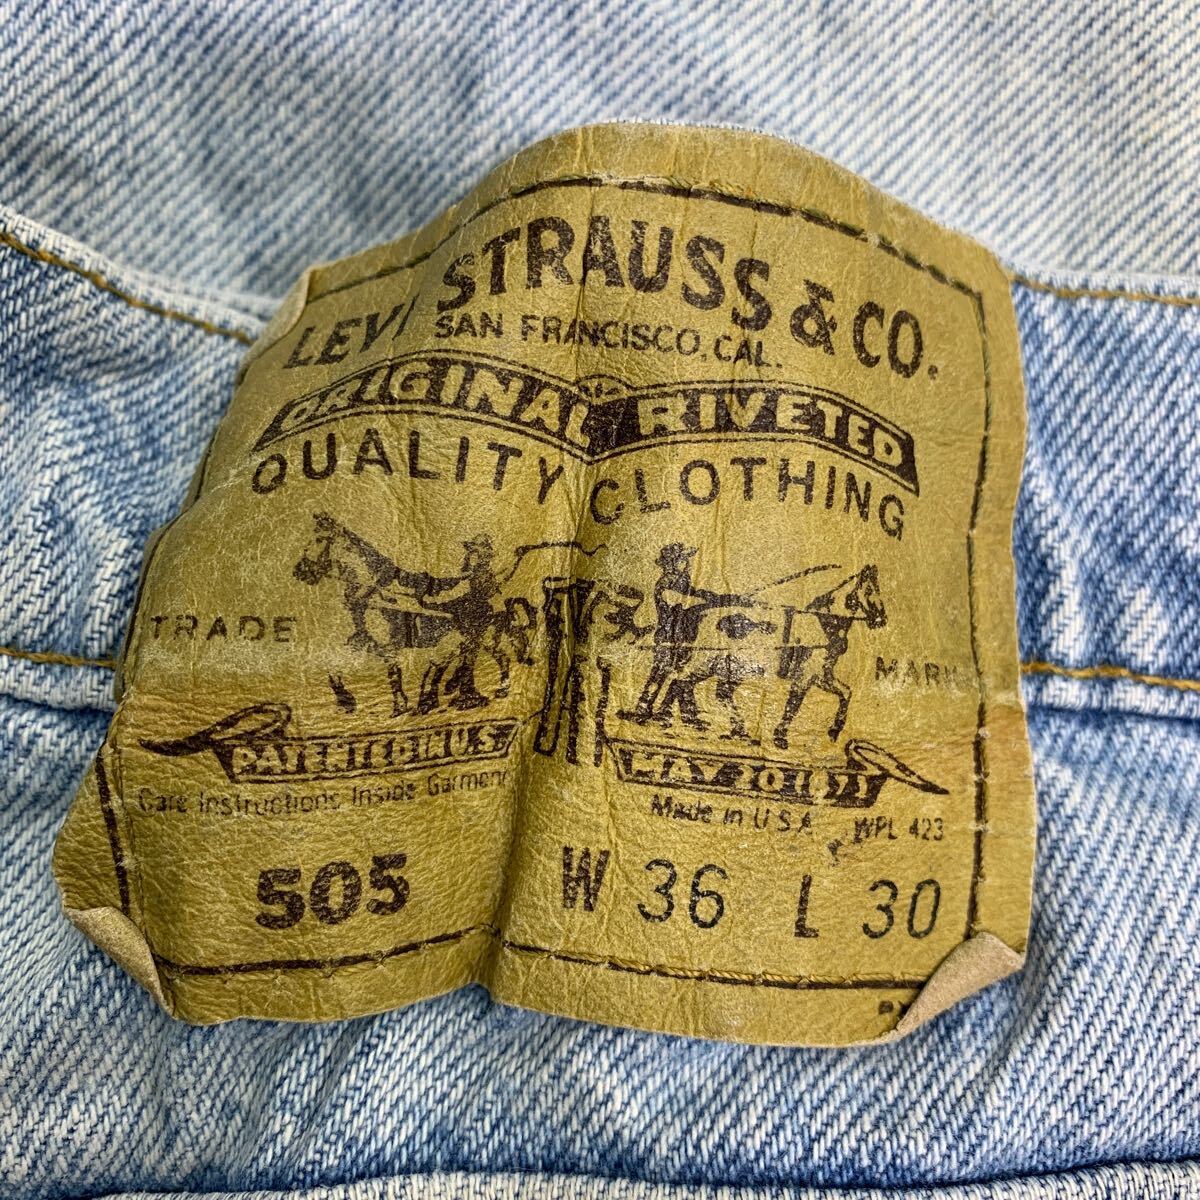 LEVI STRAUSS & CO.
SAN FRANCISCO, CAL.
ORIGINAL RIVETED
QUALITY CLOTHING
TRADE MARK
PATENTED IN U.S. MAY 20 1873
Care Instructions Inside Garment Made in U S A WPL 423
505 W 36 L 30